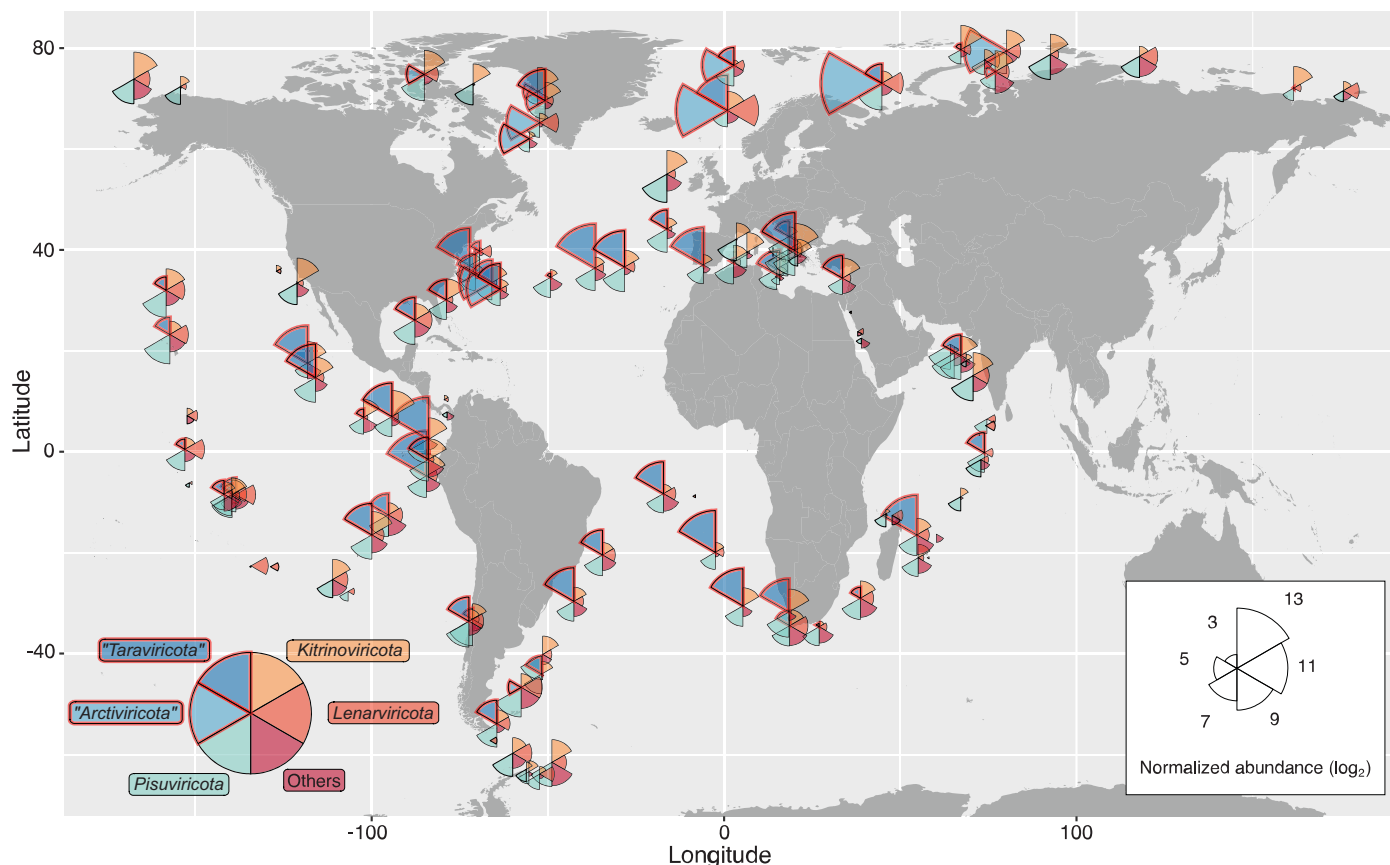 80
40
0
-40
Latitude
"Taraviricota"
Kitrinoviricota
"Arctiviricota"
Lenarviricota
Pisuviricota
Others
13
3
5
11
7
9
Normalized abundance (log2)
-100
0
100
Longitude